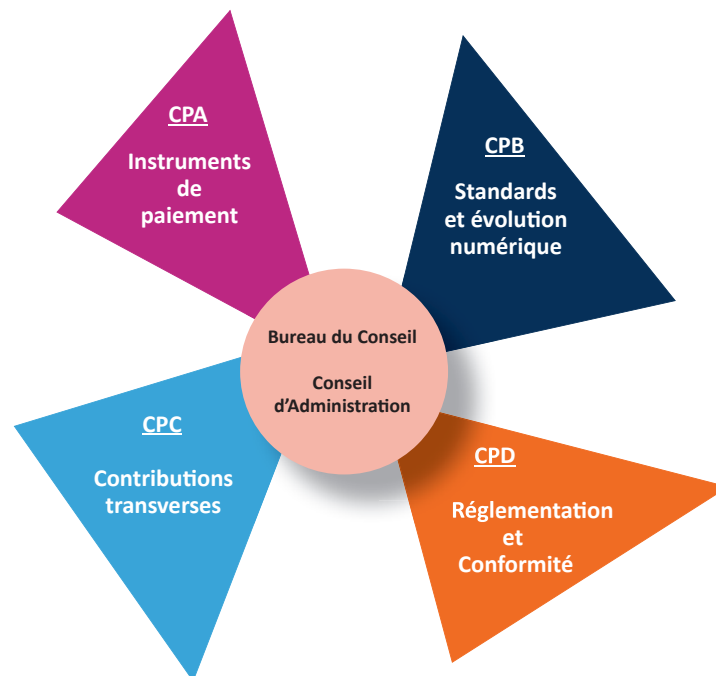 CPA
Instruments
de
paiement
CPB
Standards
et évolution
numérique
Bureau du Conseil
Conseil
d’Administration
CPC
Contributions
transverses
CPD
Réglementation
et
Conformité